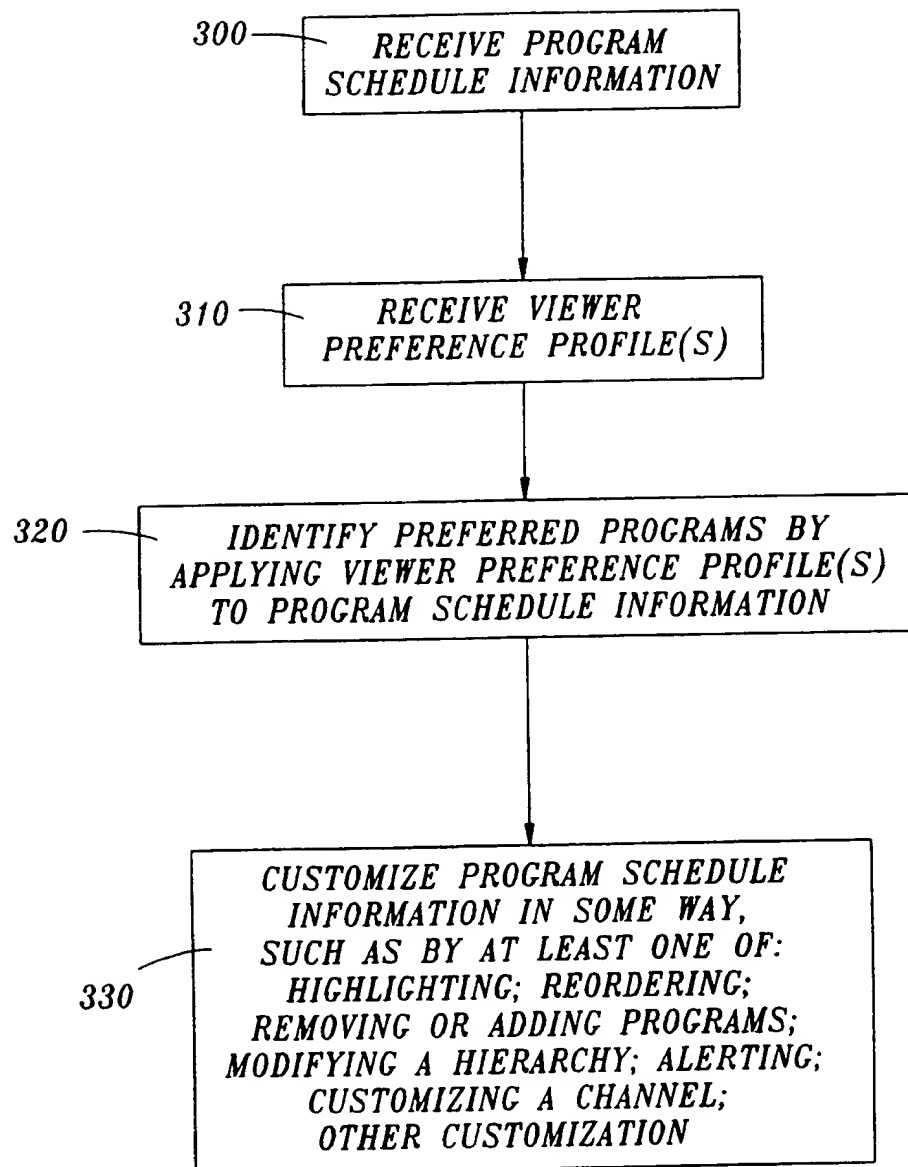 300
RECEIVE PROGRAM
SCHEDULE INFORMATION
310
RECEIVE VIEWER
PREFERENCE PROFILE(S)
320
IDENTIFY PREFERRED PROGRAMS BY
APPLYING VIEWER PREFERENCE PROFILE(S)
TO PROGRAM SCHEDULE INFORMATION
330
CUSTOMIZE PROGRAM SCHEDULE
INFORMATION IN SOME WAY,
SUCH AS BY AT LEAST ONE OF:
HIGHLIGHTING; REORDERING;
REMOVING OR ADDING PROGRAMS;
MODIFYING A HIERARCHY; ALERTING;
CUSTOMIZING A CHANNEL;
OTHER CUSTOMIZATION